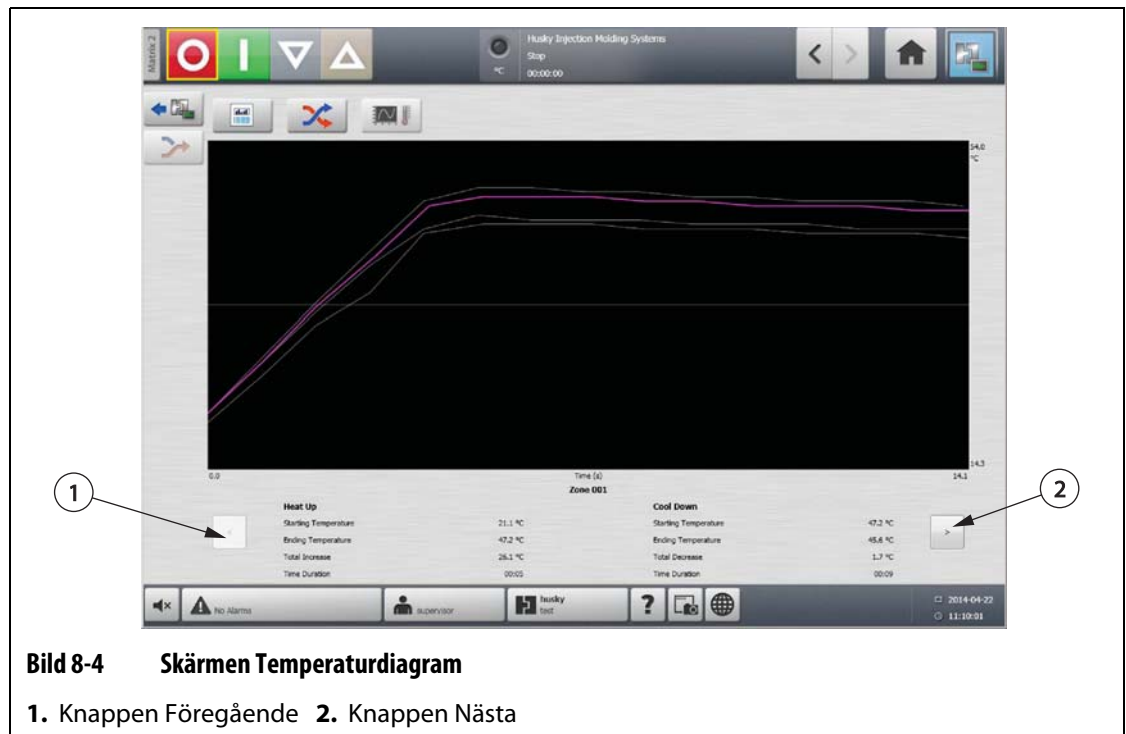 Matrix 2
Husky Injection Molding Systems
Stop
°C 00:00:00
54.0
°C
14.3
0.0 Time (s) 14.1
Zone 001
1
2
Heat Up Cool Down
< Starting Temperature 21.1 °C Starting Temperature 47.2 °C >
Ending Temperature 47.2 °C Ending Temperature 45.6 °C
Total Increase 26.1 °C Total Decrease 1.7 °C
Time Duration 00:05 Time Duration 00:09
No Alarms supervisor husky
test ? 2014-04-22
11:10:01
Bild 8-4 Skärmen Temperaturdiagram
1. Knappen Föregående 2. Knappen Nästa